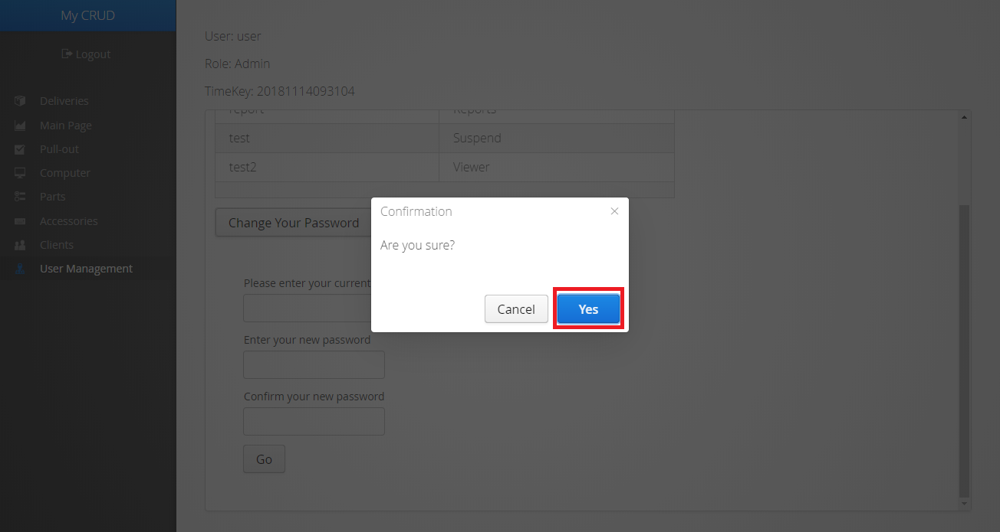 My CRUD
Logout
Deliveries
Main Page
Pull-out
Computer
Parts
Accessories
Clients
User Management
User: user
Role: Admin
TimeKey: 20181114093104
report Reports
test Suspend
test2 Viewer
Change Your Password
Please enter your current
Enter your new password
Confirm your new password
Go
Confirmation
Are you sure?
Cancel Yes